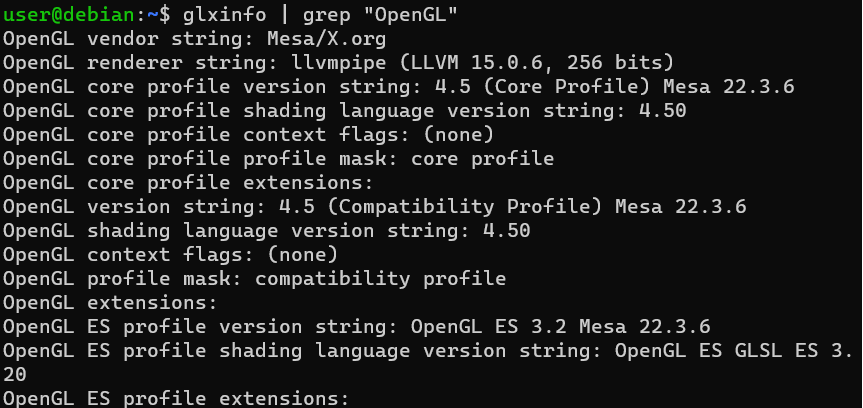 user@debian:~$ glxinfo | grep "OpenGL"
OpenGL vendor string: Mesa/X.org
OpenGL renderer string: llvmpipe (LLVM 15.0.6, 256 bits)
OpenGL core profile version string: 4.5 (Core Profile) Mesa 22.3.6
OpenGL core profile shading language version string: 4.50
OpenGL core profile context flags: (none)
OpenGL core profile profile mask: core profile
OpenGL core profile extensions:
OpenGL version string: 4.5 (Compatibility Profile) Mesa 22.3.6
OpenGL shading language version string: 4.50
OpenGL context flags: (none)
OpenGL profile mask: compatibility profile
OpenGL extensions:
OpenGL ES profile version string: OpenGL ES 3.2 Mesa 22.3.6
OpenGL ES profile shading language version string: OpenGL ES GLSL ES 3.
20
OpenGL ES profile extensions: